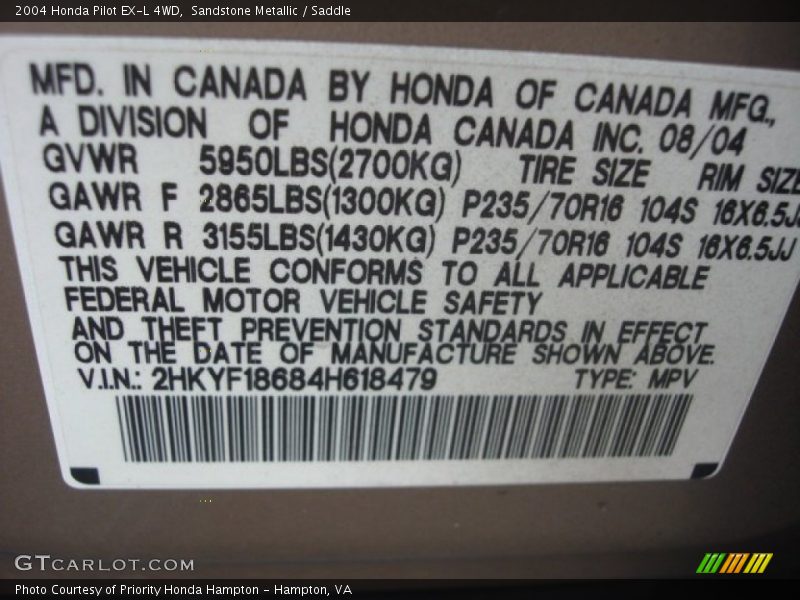 2004 Honda Pilot EX-L 4WD,  Sandstone Metallic / Saddle
MFD. IN CANADA BY HONDA OF CANADA MFG.,
A DIVISION OF HONDA CANADA INC. 08/04
GVWR 5950LBS(2700KG) TIRE SIZE RIM SIZE
GAWR F 2865LBS(1300KG) P235/70R16 104S 16X6.5JJ
GAWR R 3155LBS(1430KG) P235/70R16 104S 16X6.5JJ
THIS VEHICLE CONFORMS TO ALL APPLICABLE
FEDERAL MOTOR VEHICLE SAFETY
AND THEFT PREVENTION STANDARDS IN EFFECT
ON THE DATE OF MANUFACTURE SHOWN ABOVE.
V.I.N.: 2HKYF18684H618479 TYPE: MPV
GTCARLOT.COM
Photo Courtesy of Priority Honda Hampton - Hampton, VA